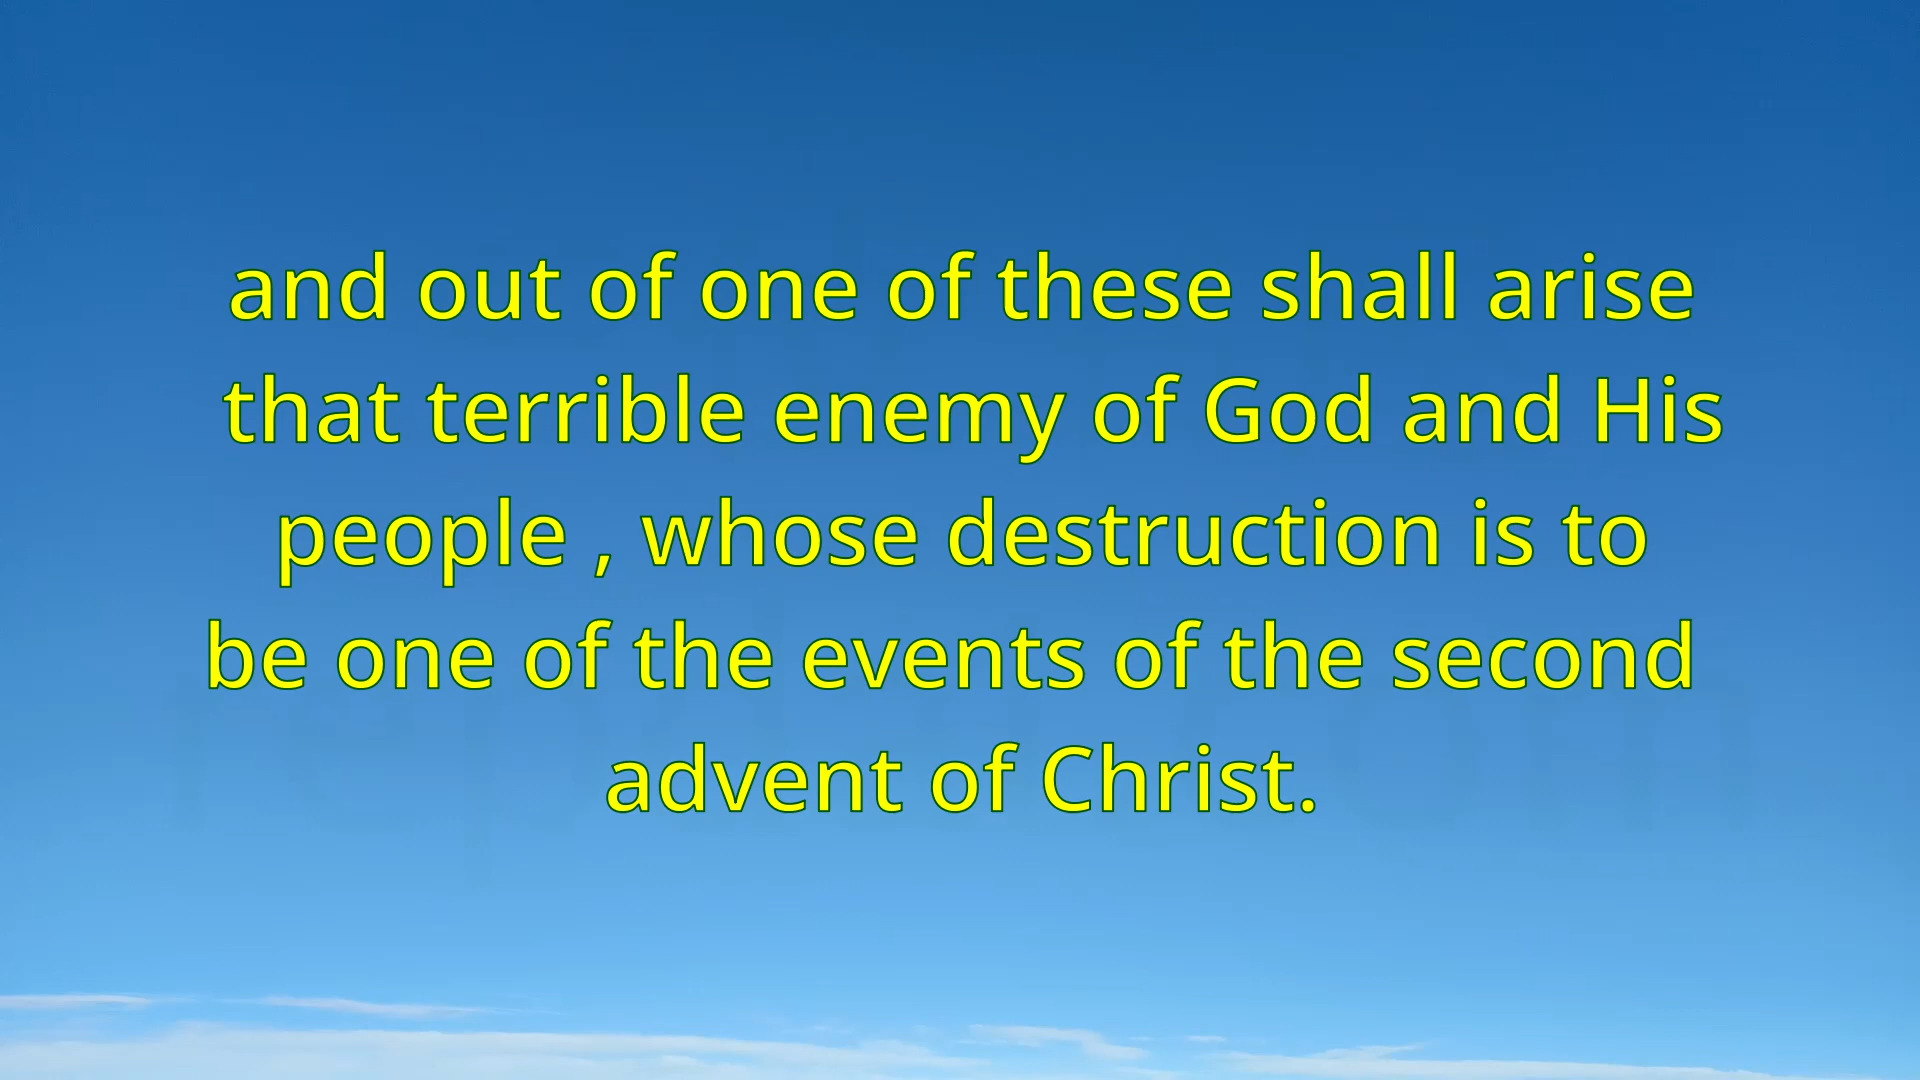 and out of one of these shall arise
that terrible enemy of God and His
people , whose destruction is to
be one of the events of the second
advent of Christ.